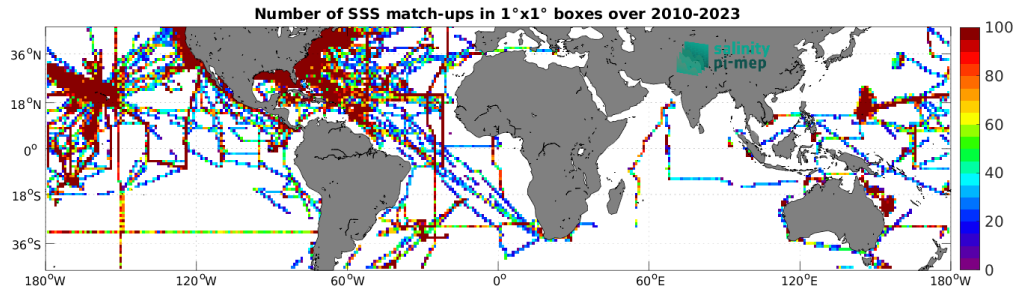 Number of SSS match-ups in 1°x1° boxes over 2010-2023
salinity
pi-mep
36°N
18°N
0°
18°S
36°S
180°W
120°W
60°W
0°
60°E
120°E
180°E
100
80
60
40
20
0